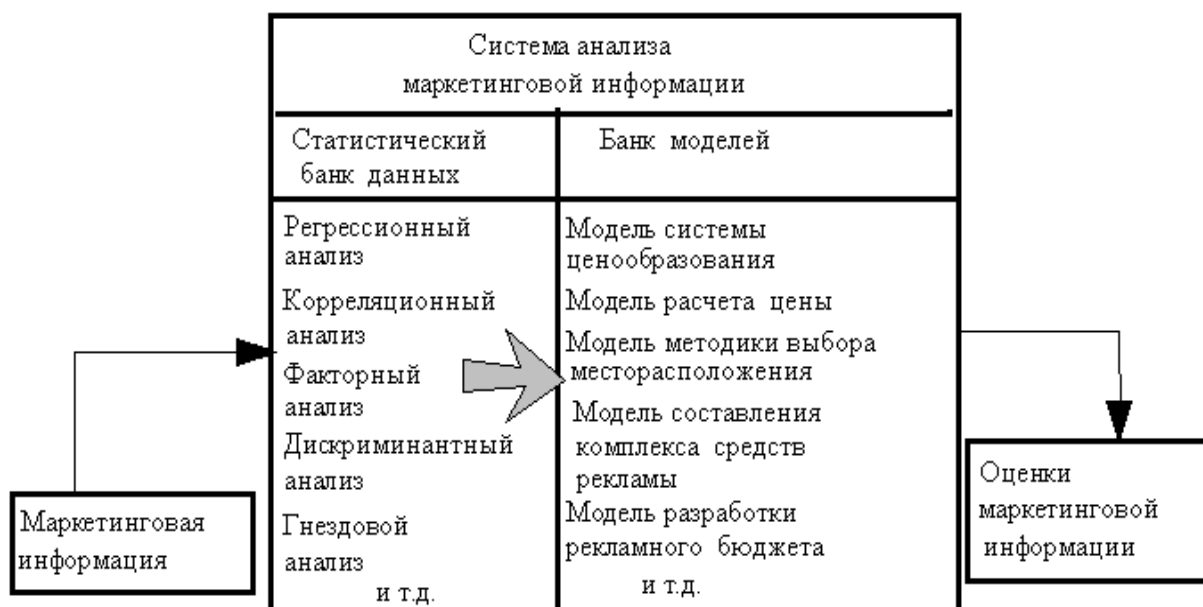 Система анализа
маркетинговой информации
Статистический
банк данных
Банк моделей
Регрессионный
анализ
Корреляционный
анализ
Факторный
анализ
Дискриминантный
анализ
Гнездовой
анализ
и т.д.
Модель системы
ценообразования
Модель расчета цены
Модель методики выбора
месторасположения
Модель составления
комплекса средств
рекламы
Модель разработки
рекламного бюджета
и т.д.
Маркетинговая
информация
Оценки
маркетинговой
информации